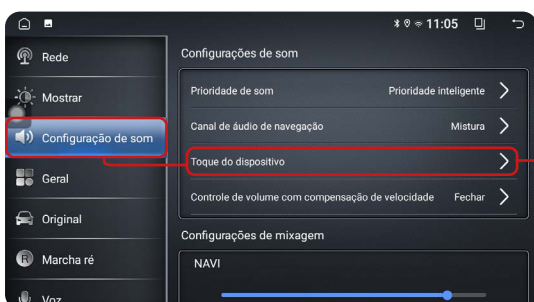 11:05
Rede
Mostrar
Configuração de som
Geral
Original
R Marcha ré
Voz
Configurações de som
Prioridade de som Prioridade inteligente
Canal de áudio de navegação Mistura
Toque do dispositivo
Controle de volume com compensação de velocidade Fechar
Configurações de mixagem
NAVI